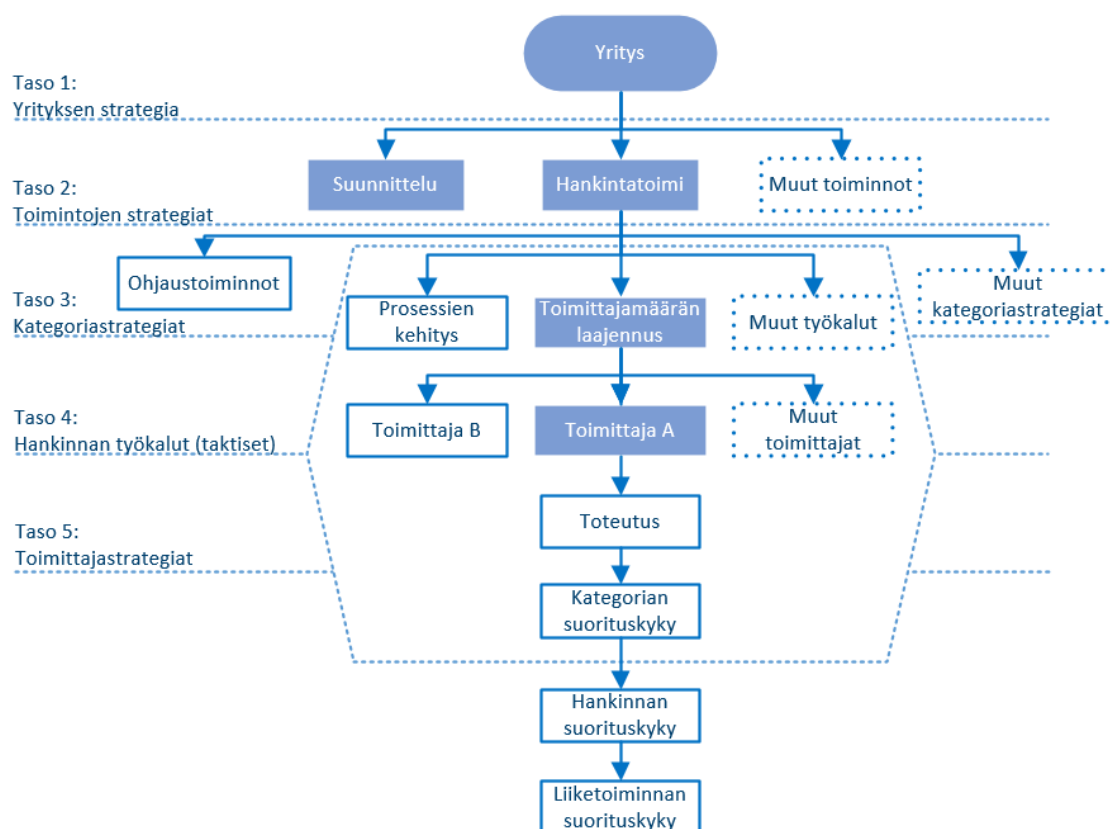 Yritys
Taso 1:
Yrityksen strategia
Suunnittelu
Hankintatoimi
Muut toiminnot
Taso 2:
Toimintojen strategiat
Ohjaustoiminnot
Muut
kategoriastrategiat
Taso 3:
Kategoriastrategiat
Prosessien
kehitys
Toimittajamäärän
laajennus
Muut työkalut
Taso 4:
Hankinnan työkalut (taktiset)
Toimittaja B
Toimittaja A
Muut
toimittajat
Taso 5:
Toimittajastrategiat
Toteutus
Kategorian
suorituskyky
Hankinnan
suorituskyky
Liiketoiminnan
suorituskyky